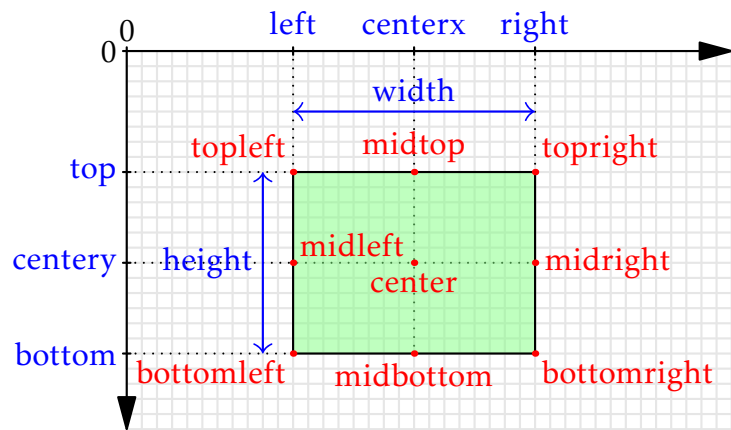 0 left centerx right
0
width
topleft midtop topright
top
midleft
centery height midright
center
bottom
bottomleft midbottom bottomright